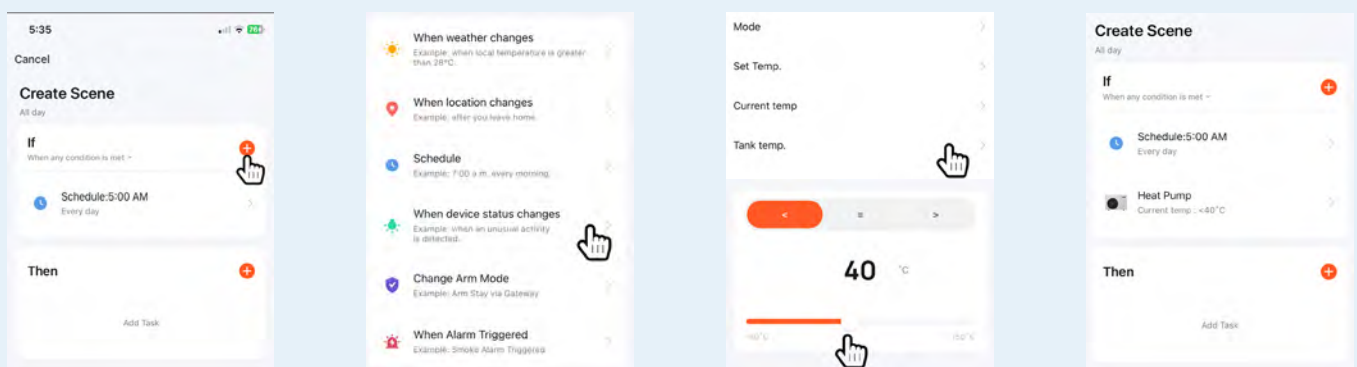 5:35
Cancel
Create Scene
All day
If
When any condition is met
Schedule:5:00 AM
Every day
Then
Add Task
When weather changes
Example: when local temperature is greater
than 28°C.
When location changes
Example: after you leave home.
Schedule
Example: 7:00 a.m. every morning.
When device status changes
Example: when an unusual activity
is detected.
Change Arm Mode
Example: Arm Stay via Gateway
When Alarm Triggered
Example: Smoke Alarm Triggered
Mode
Set Temp.
Current temp
Tank temp.
< = >
40 °C
Create Scene
All day
If
When any condition is met
Schedule:5:00 AM
Every day
Heat Pump
Current temp : <40°C
Then
Add Task